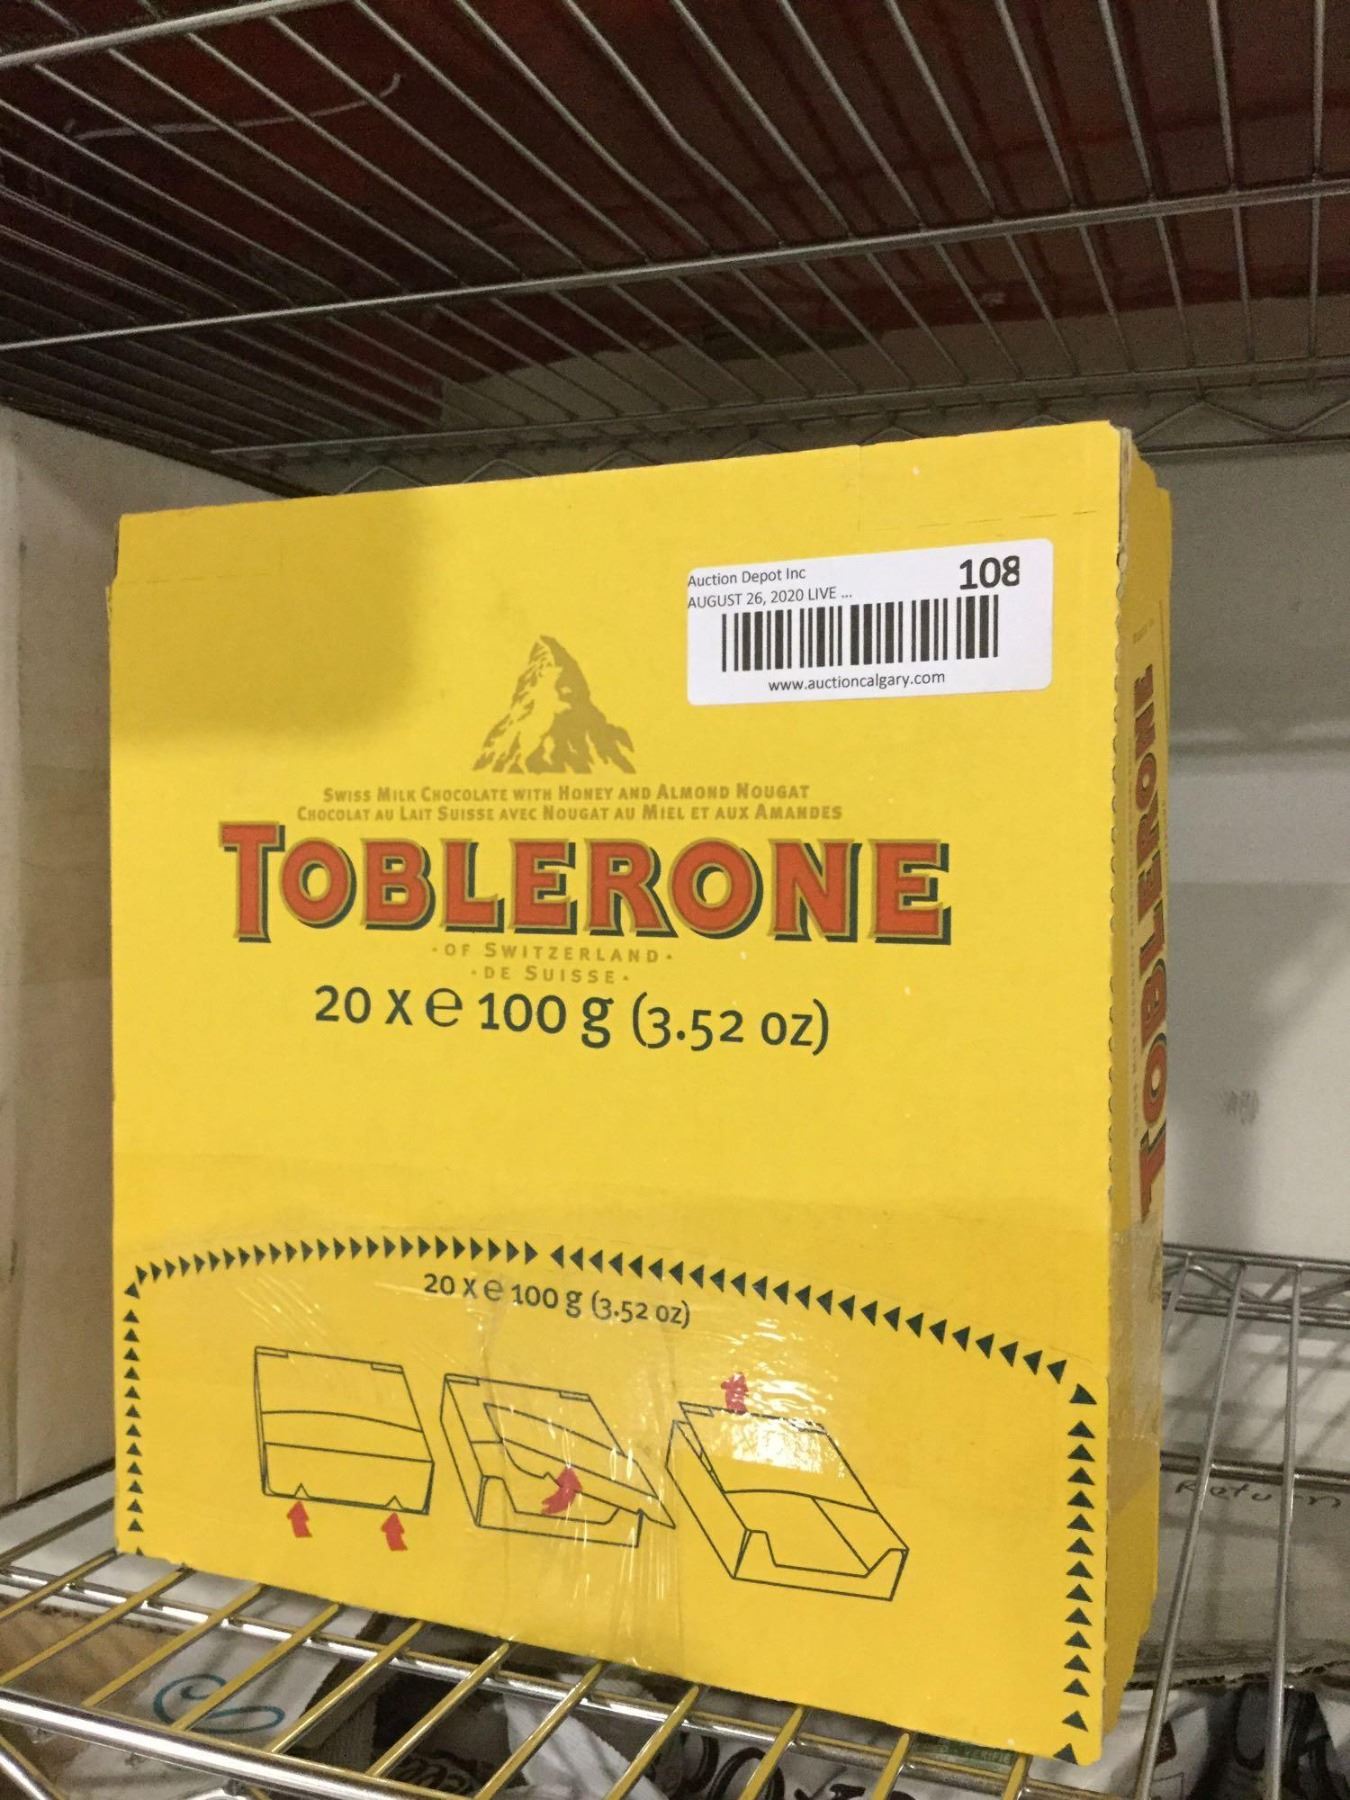 Auction Depot Inc
108
AUGUST 26, 2020 LIVE ...
www.auctioncalgary.com
SWISS MILK CHOCOLATE WITH HONEY AND ALMOND NOUGAT
CHOCOLAT AU LAIT SUISSE AVEC NOUGAT AU MIEL ET AUX AMANDES
TOBLERONE
·OF SWITZERLAND·
·DE SUISSE·
20 x e 100 g (3.52 oz)
20 x e 100 g (3.52 oz)
TOBLERONE
Return